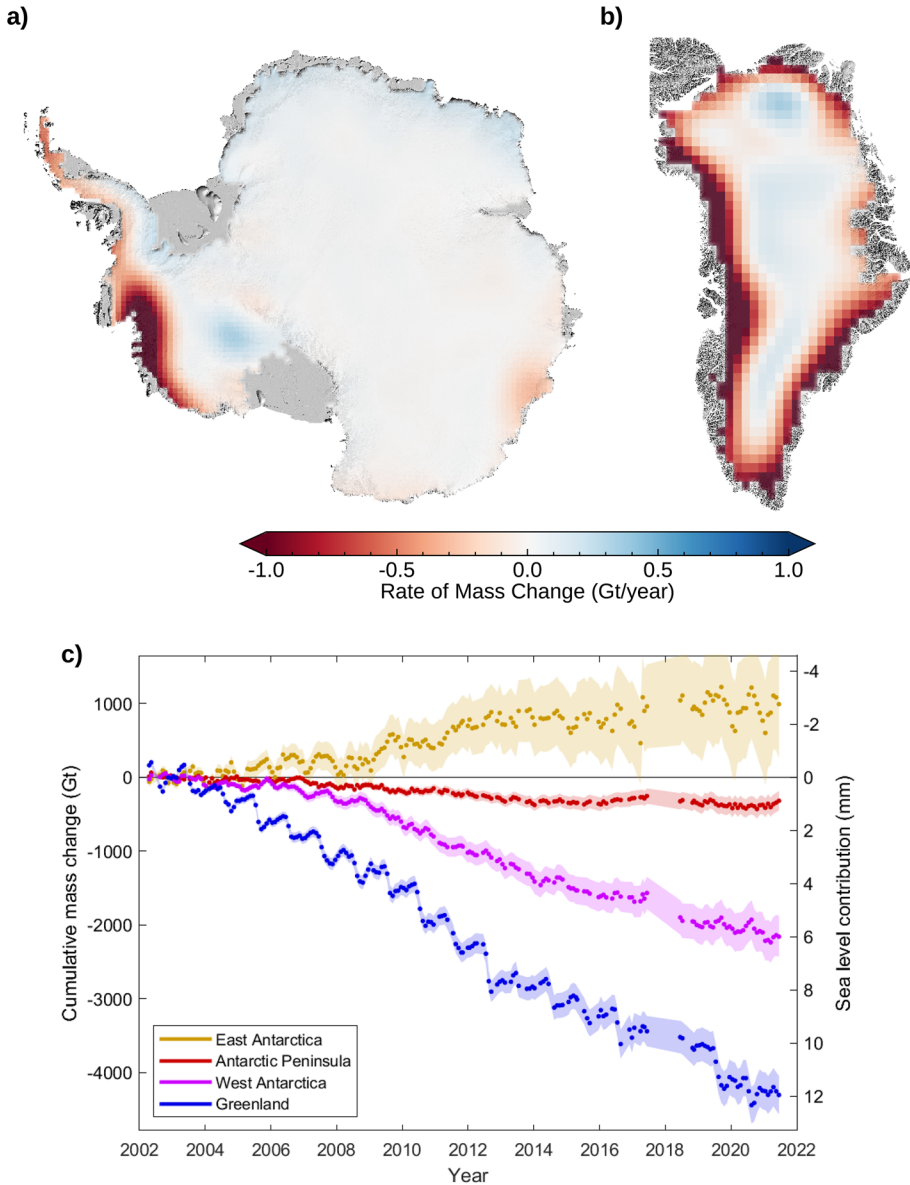 a)
b)
-1.0 -0.5 0.0 0.5 1.0
Rate of Mass Change (Gt/year)
c)
Cumulative mass change (Gt)
1000
0
-1000
-2000
-3000
-4000
-4
-2
0
2
4
6
8
10
12
Sea level contribution (mm)
East Antarctica
Antarctic Peninsula
West Antarctica
Greenland
2002 2004 2006 2008 2010 2012 2014 2016 2018 2020 2022
Year